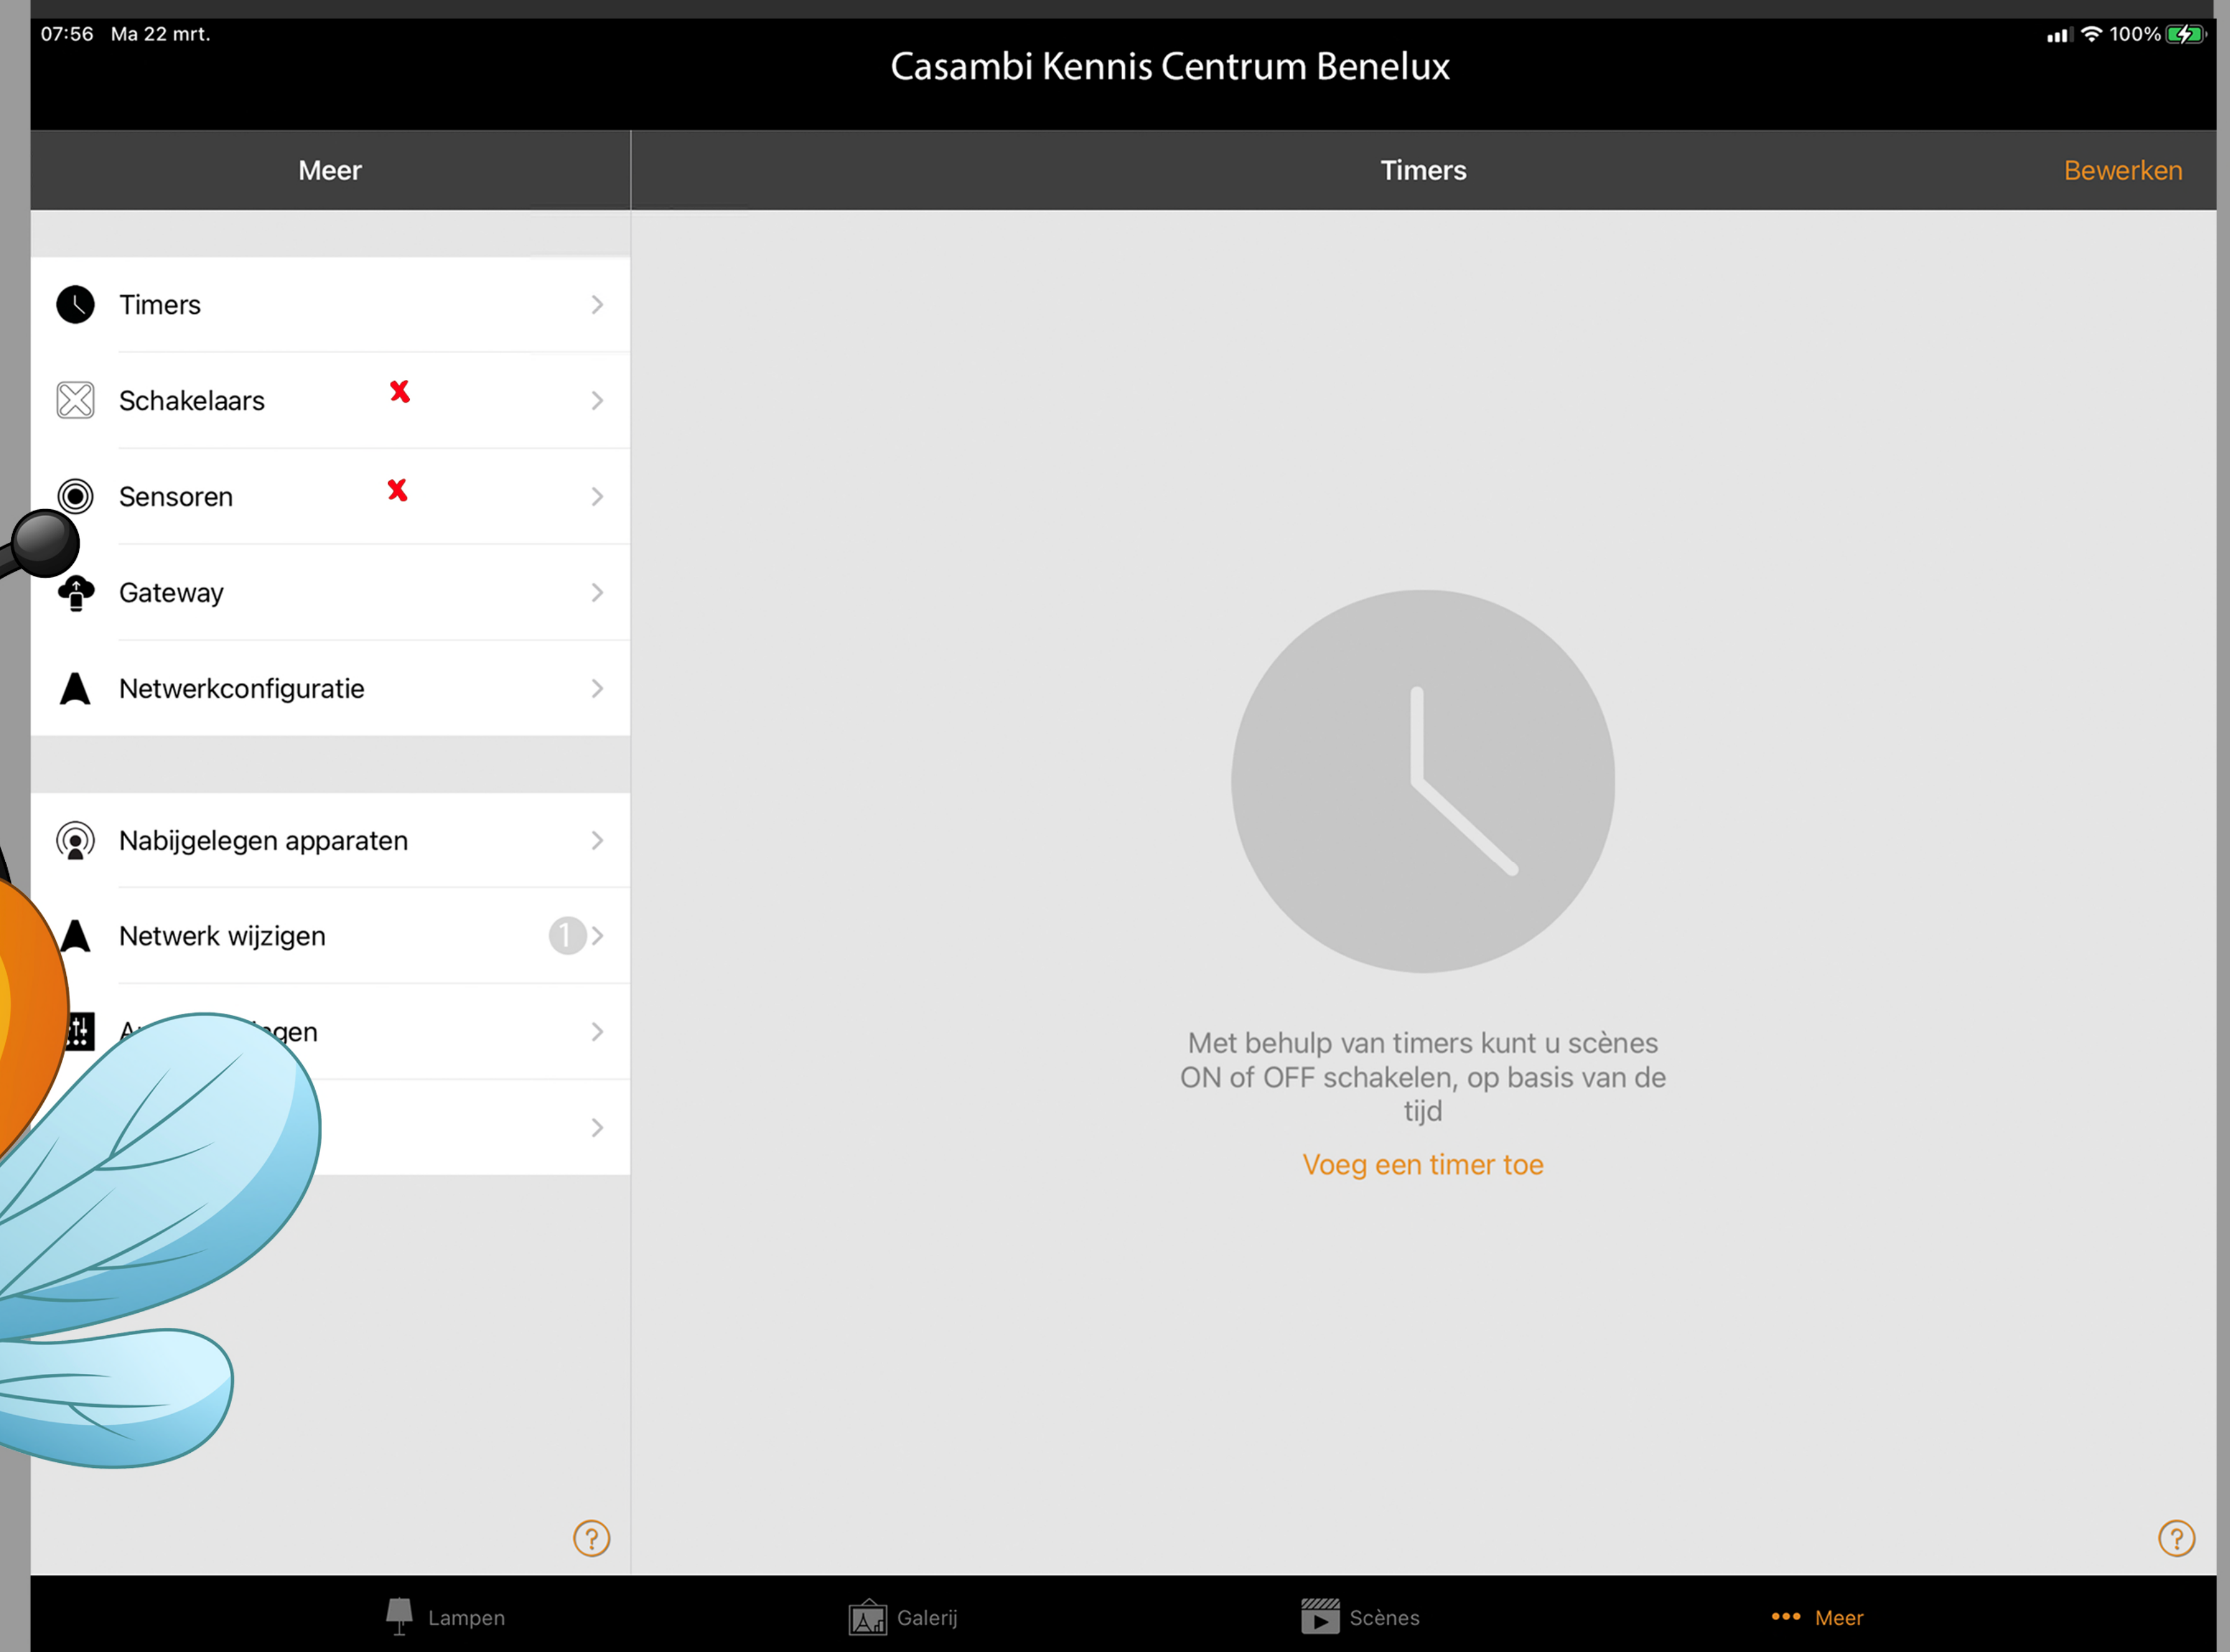 07:56 Ma 22 mrt.
100%
Casambi Kennis Centrum Benelux
Meer
Timers
Bewerken
Timers
Schakelaars
Sensoren
Gateway
Netwerkconfiguratie
Nabijgelegen apparaten
Netwerk wijzigen
1
Met behulp van timers kunt u scènes
ON of OFF schakelen, op basis van de
tijd
Voeg een timer toe
?
?
Lampen
Galerij
Scènes
Meer